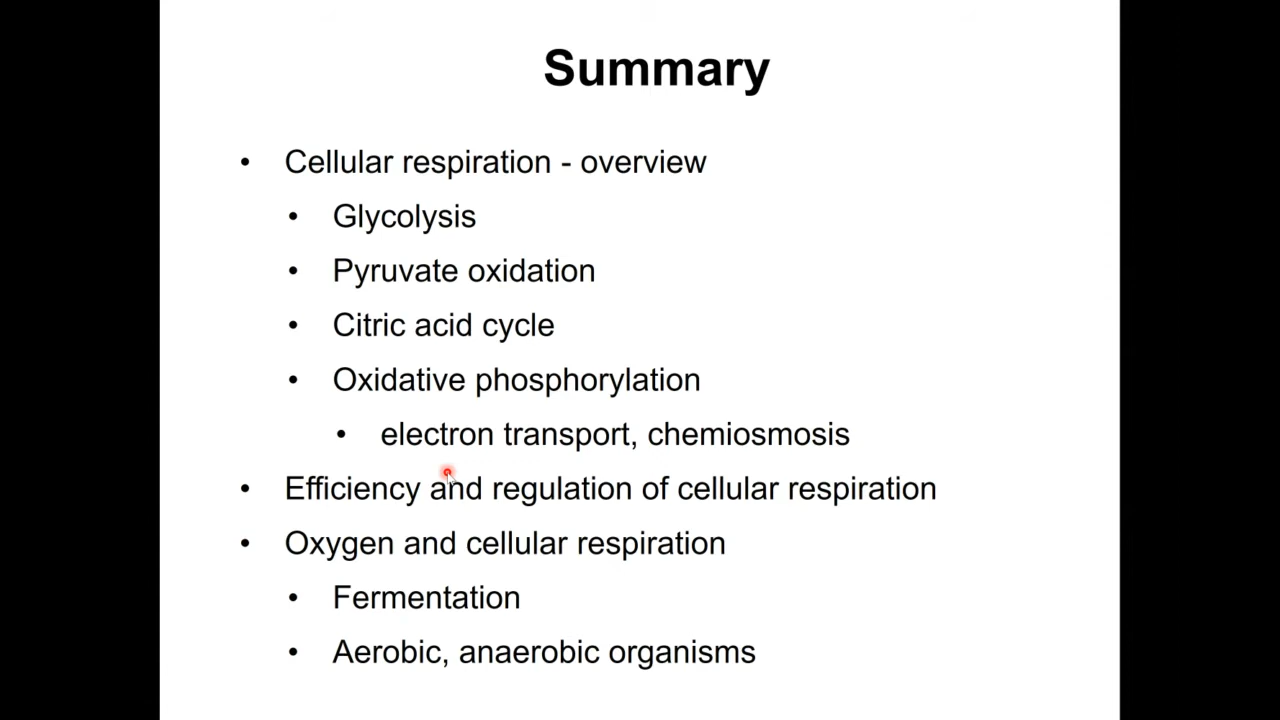 Summary
• Cellular respiration - overview
• Glycolysis
• Pyruvate oxidation
• Citric acid cycle
• Oxidative phosphorylation
• electron transport, chemiosmosis
• Efficiency and regulation of cellular respiration
• Oxygen and cellular respiration
• Fermentation
• Aerobic, anaerobic organisms